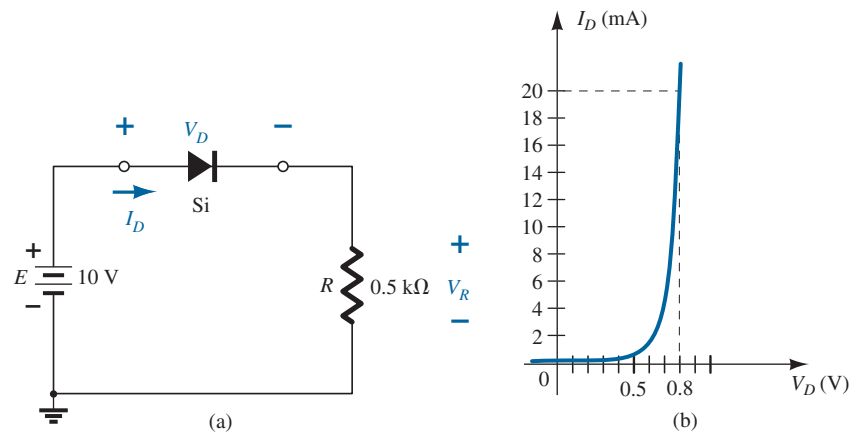 + V_D −
I_D
Si
+
E 10 V
−
R 0.5 kΩ
+
V_R
−
(a)
I_D (mA)
20
18
16
14
12
10
8
6
4
2
0 0.5 0.8 V_D (V)
(b)